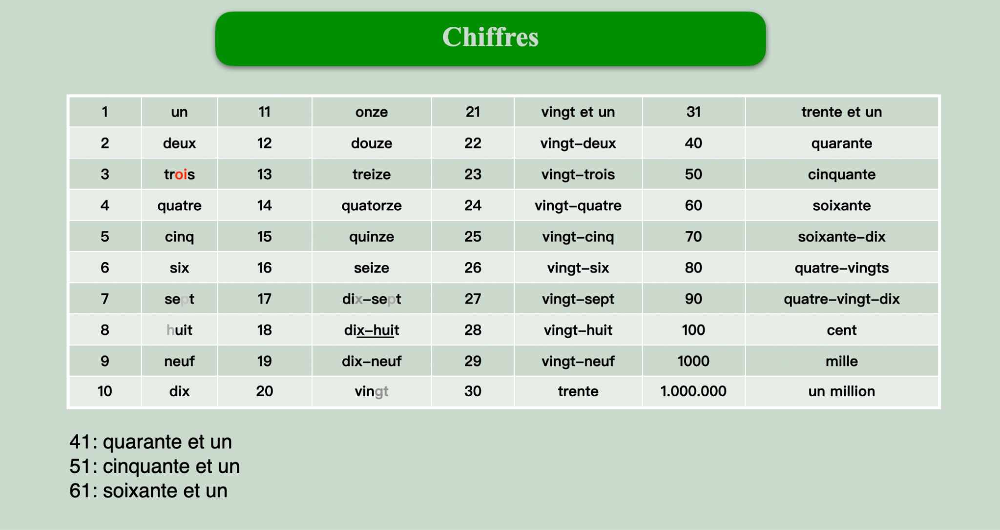 Chiffres
1 un 11 onze 21 vingt et un 31 trente et un
2 deux 12 douze 22 vingt–deux 40 quarante
3 trois 13 treize 23 vingt–trois 50 cinquante
4 quatre 14 quatorze 24 vingt–quatre 60 soixante
5 cinq 15 quinze 25 vingt–cinq 70 soixante–dix
6 six 16 seize 26 vingt–six 80 quatre–vingts
7 sept 17 dix–sept 27 vingt–sept 90 quatre–vingt–dix
8 huit 18 dix–huit 28 vingt–huit 100 cent
9 neuf 19 dix–neuf 29 vingt–neuf 1000 mille
10 dix 20 vingt 30 trente 1.000.000 un million
41: quarante et un
51: cinquante et un
61: soixante et un